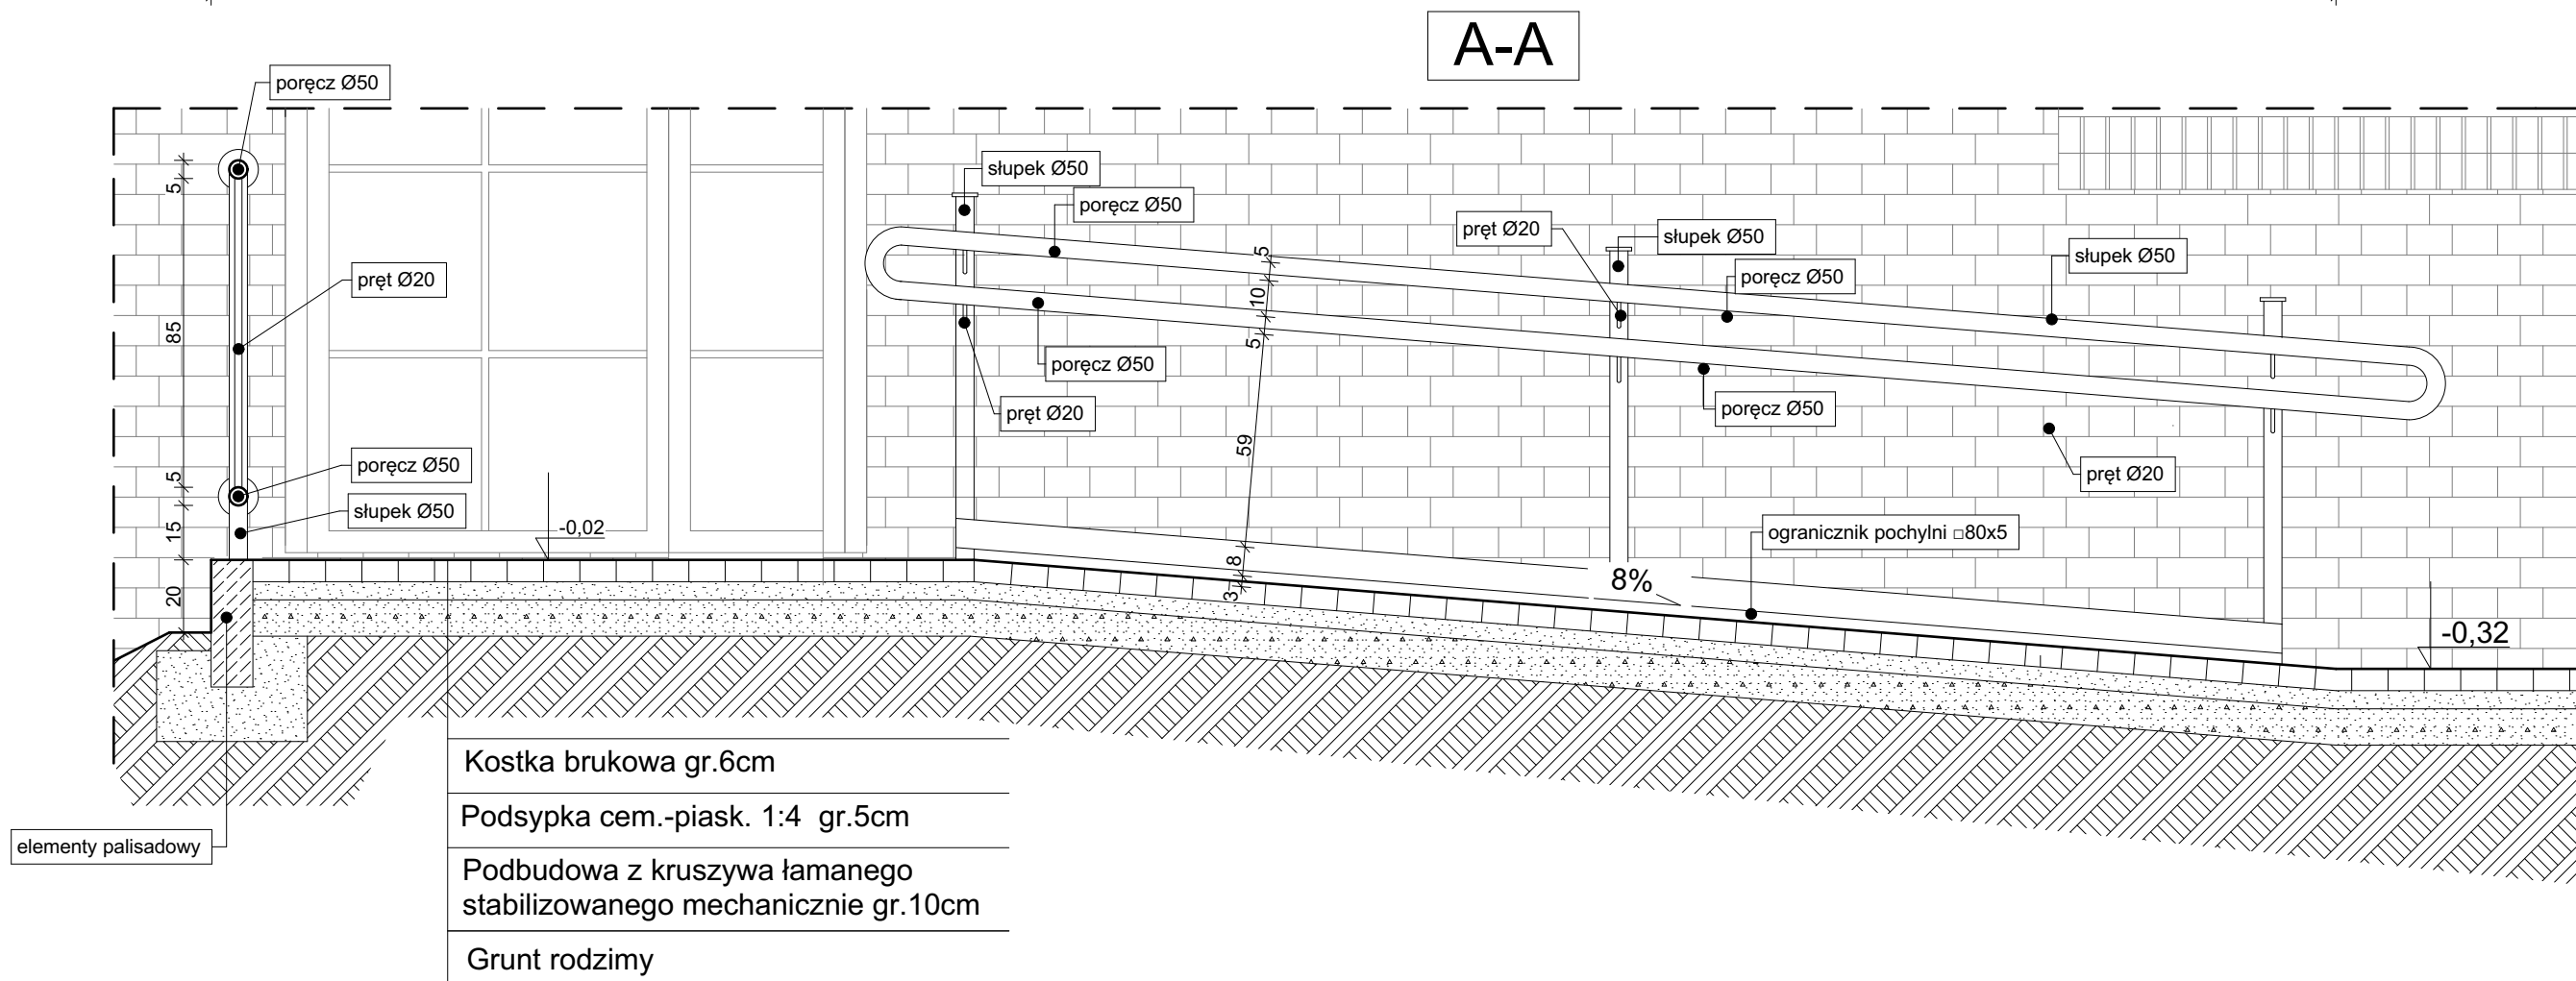 A-A
poręcz Ø50
słupek Ø50
poręcz Ø50
pręt Ø20
słupek Ø50
słupek Ø50
poręcz Ø50
pręt Ø20
poręcz Ø50
pręt Ø20
poręcz Ø50
pręt Ø20
poręcz Ø50
słupek Ø50
ogranicznik pochylni □80x5
5
85
5
15
20
5
10
5
59
8
3
-0,02
8%
-0,32
elementy palisadowy
Kostka brukowa gr.6cm
Podsypka cem.-piask. 1:4 gr.5cm
Podbudowa z kruszywa łamanego
stabilizowanego mechanicznie gr.10cm
Grunt rodzimy